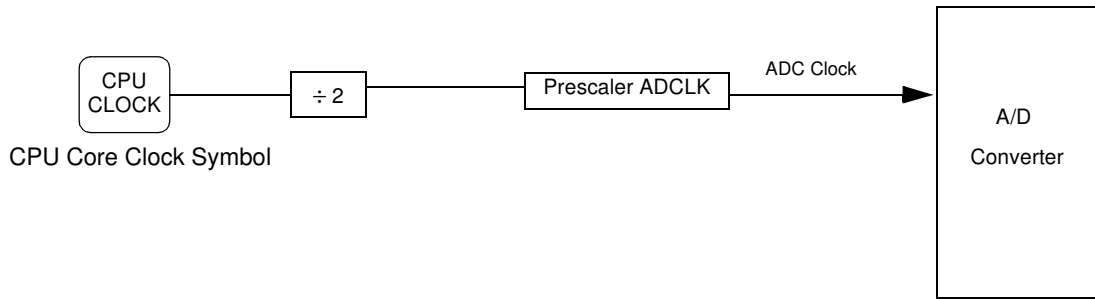 CPU
CLOCK
CPU Core Clock Symbol
÷ 2
Prescaler ADCLK
ADC Clock
A/D
Converter